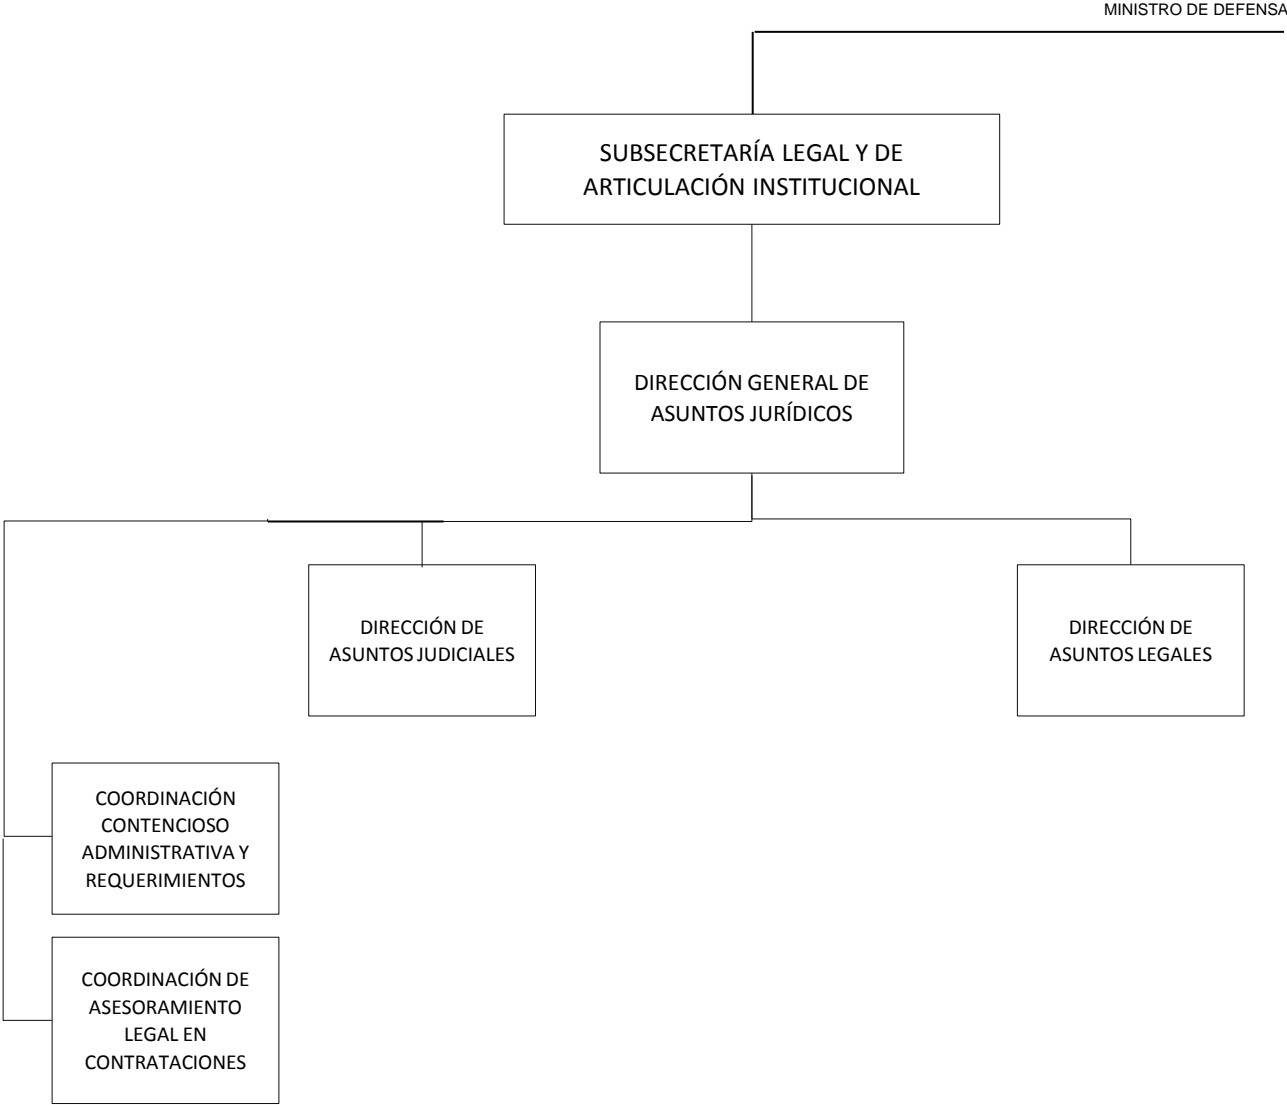 MINISTRO DE DEFENSA
SUBSECRETARÍA LEGAL Y DE
ARTICULACIÓN INSTITUCIONAL
DIRECCIÓN GENERAL DE
ASUNTOS JURÍDICOS
DIRECCIÓN DE
ASUNTOS JUDICIALES
DIRECCIÓN DE
ASUNTOS LEGALES
COORDINACIÓN
CONTENCIOSO
ADMINISTRATIVA Y
REQUERIMIENTOS
COORDINACIÓN DE
ASESORAMIENTO
LEGAL EN
CONTRATACIONES